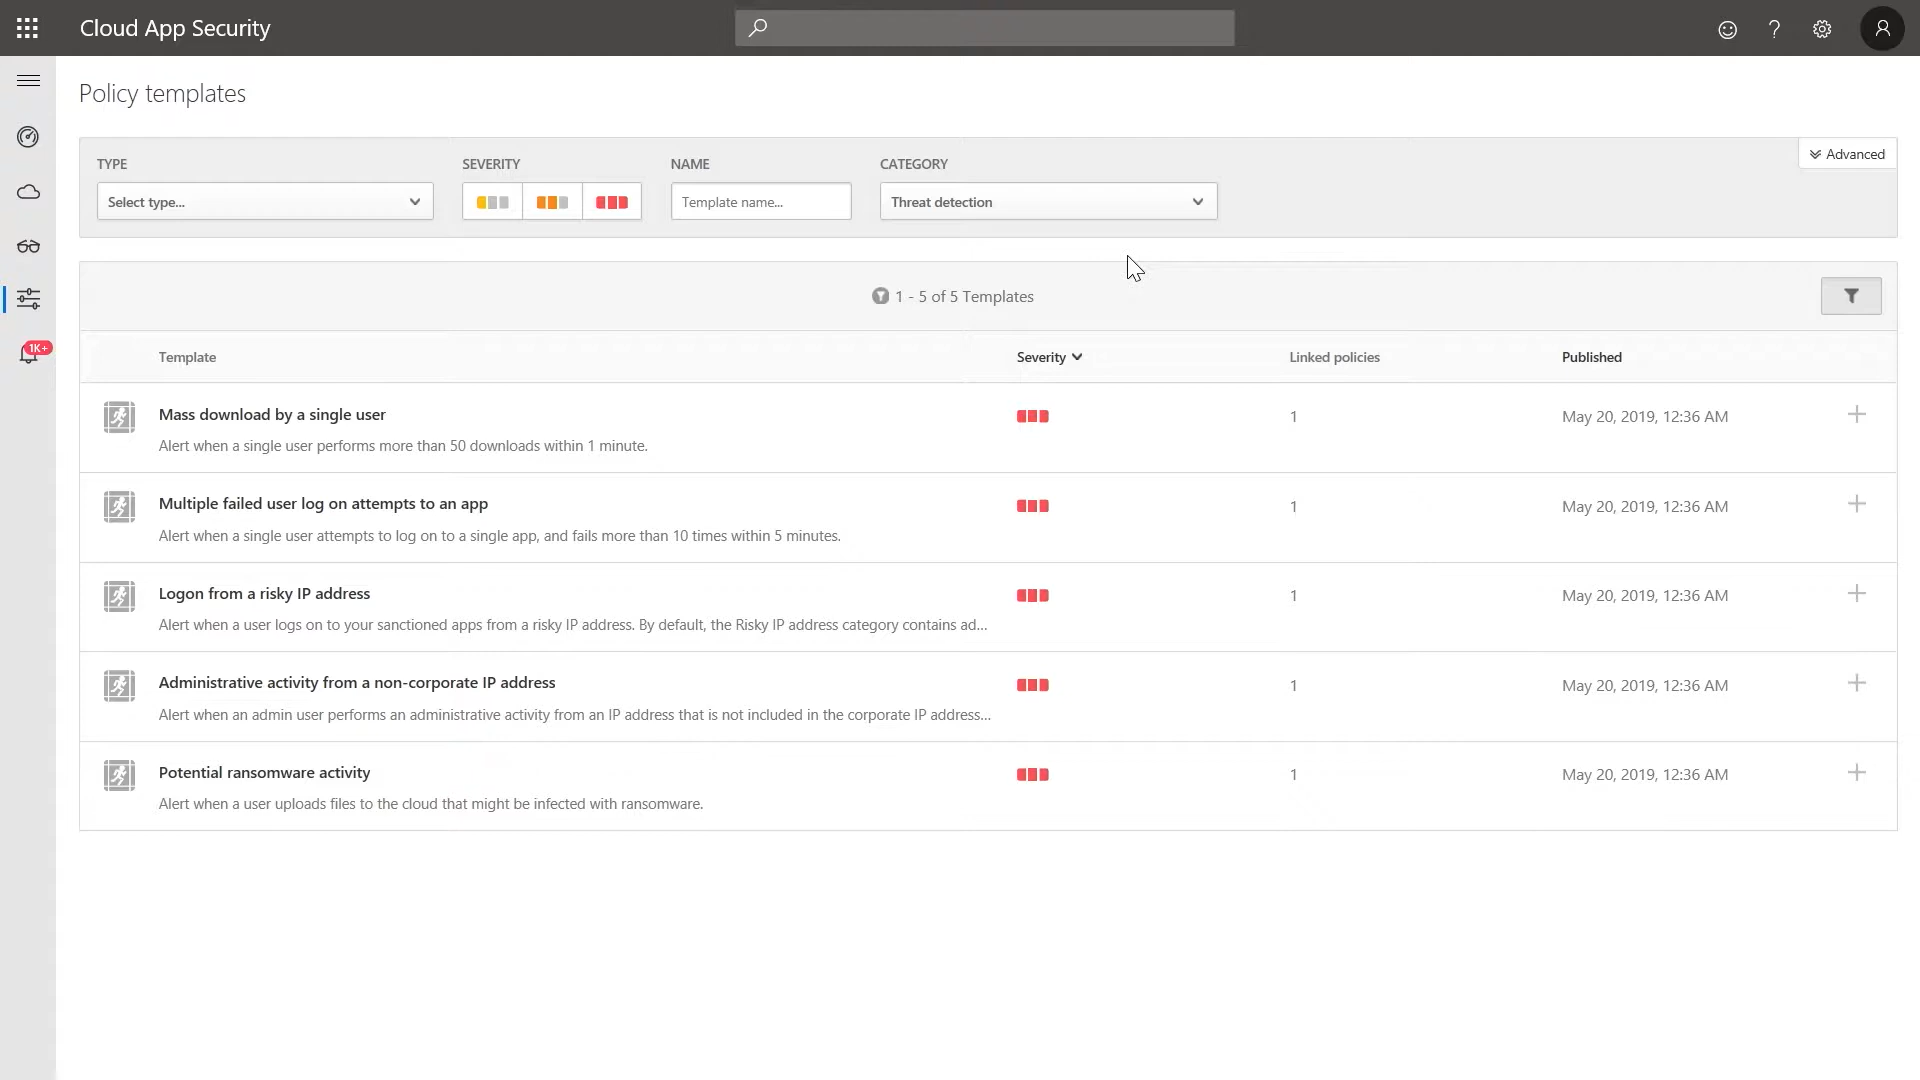 Cloud App Security
Policy templates
TYPE
SEVERITY
NAME
CATEGORY
Advanced
Select type...
Template name...
Threat detection
1 - 5 of 5 Templates
Template
Severity
Linked policies
Published
1K+
Mass download by a single user
1
May 20, 2019, 12:36 AM
Alert when a single user performs more than 50 downloads within 1 minute.
Multiple failed user log on attempts to an app
1
May 20, 2019, 12:36 AM
Alert when a single user attempts to log on to a single app, and fails more than 10 times within 5 minutes.
Logon from a risky IP address
1
May 20, 2019, 12:36 AM
Alert when a user logs on to your sanctioned apps from a risky IP address. By default, the Risky IP address category contains ad...
Administrative activity from a non-corporate IP address
1
May 20, 2019, 12:36 AM
Alert when an admin user performs an administrative activity from an IP address that is not included in the corporate IP address...
Potential ransomware activity
1
May 20, 2019, 12:36 AM
Alert when a user uploads files to the cloud that might be infected with ransomware.